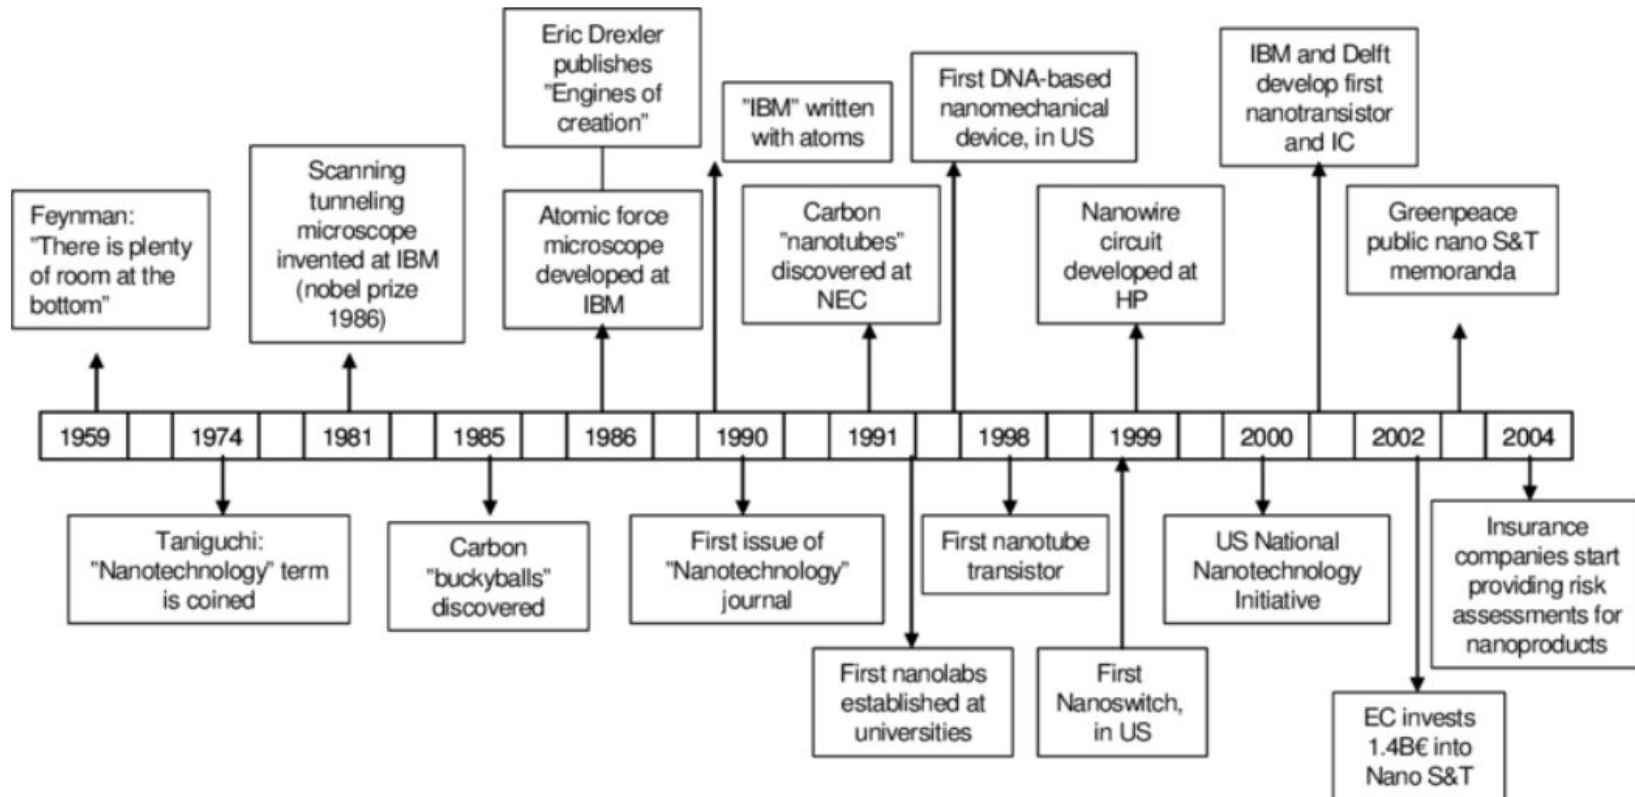 Eric Drexler
publishes
"Engines of
creation"
"IBM" written
with atoms
First DNA-based
nanomechanical
device, in US
IBM and Delft
develop first
nanotransistor
and IC
Feynman:
"There is plenty
of room at the
bottom"
Scanning
tunneling
microscope
invented at IBM
(nobel prize
1986)
Atomic force
microscope
developed at
IBM
Carbon
"nanotubes"
discovered at
NEC
Nanowire
circuit
developed at
HP
Greenpeace
public nano S&T
memoranda
1959 1974 1981 1985 1986 1990 1991 1998 1999 2000 2002 2004
Taniguchi:
"Nanotechnology" term
is coined
Carbon
"buckyballs"
discovered
First issue of
"Nanotechnology"
journal
First nanotube
transistor
US National
Nanotechnology
Initiative
Insurance
companies start
providing risk
assessments for
nanoproducts
First nanolabs
established at
universities
First
Nanoswitch,
in US
EC invests
1.4B€ into
Nano S&T